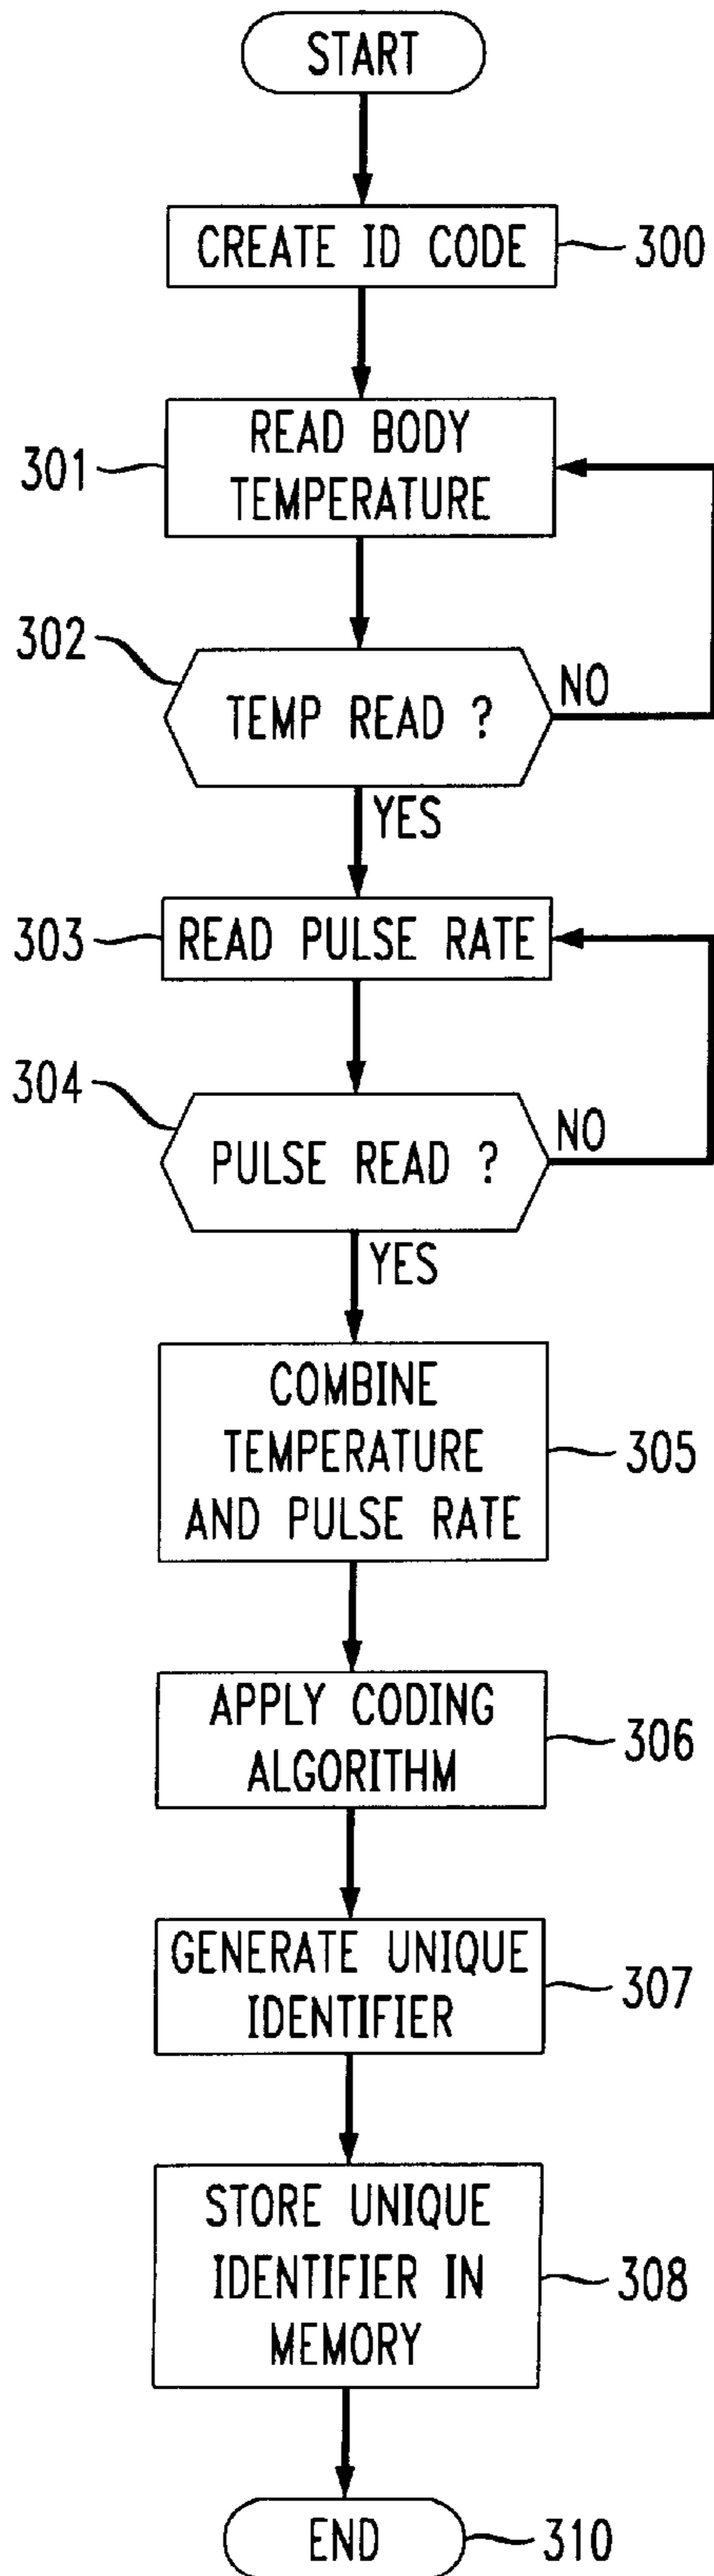 START
CREATE ID CODE
300
READ BODY
TEMPERATURE
301
302
TEMP READ ?
NO
YES
303
READ PULSE RATE
304
PULSE READ ?
NO
YES
COMBINE
TEMPERATURE
AND PULSE RATE
305
APPLY CODING
ALGORITHM
306
GENERATE UNIQUE
IDENTIFIER
307
STORE UNIQUE
IDENTIFIER IN
MEMORY
308
END
310